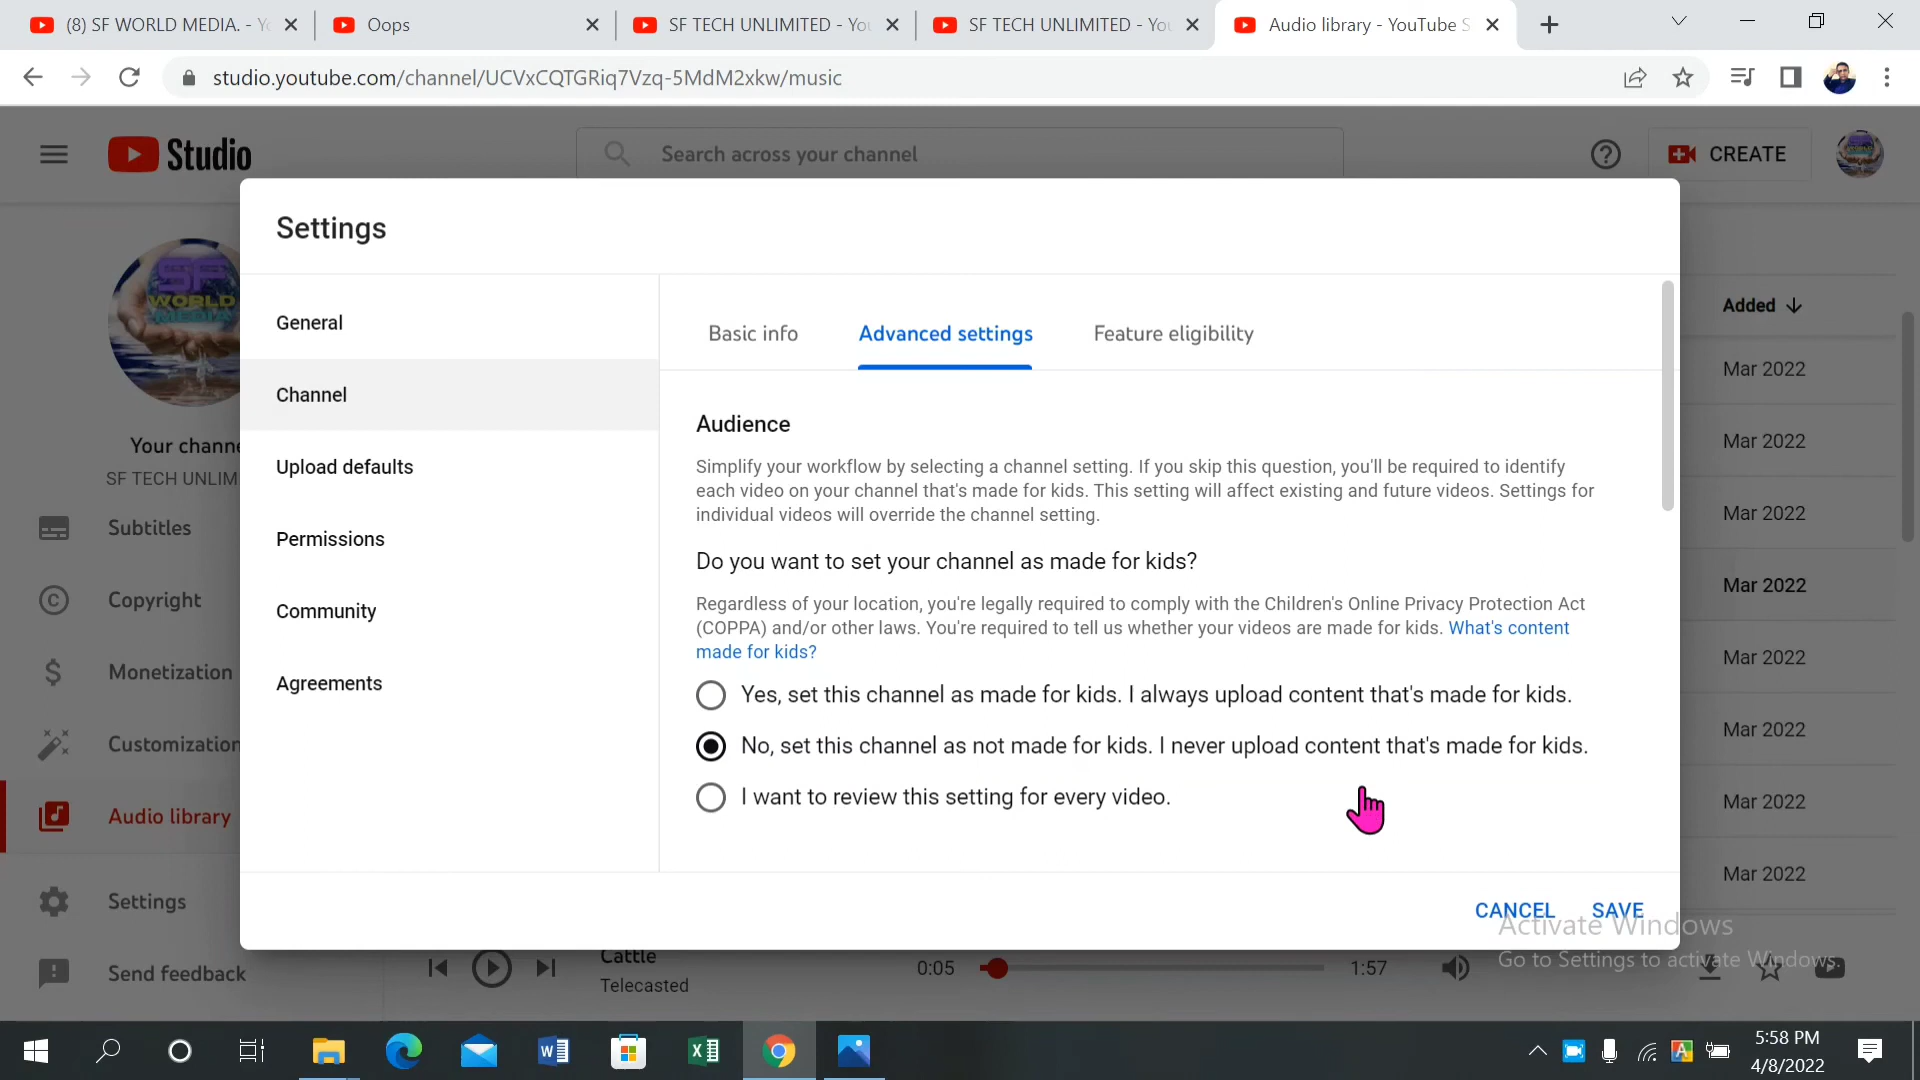 (8) SF WORLD MEDIA. - Yo
Oops
SF TECH UNLIMITED - You
SF TECH UNLIMITED - You
Audio library - YouTube S
studio.youtube.com/channel/UCVxCQTGRiq7Vzq-5MdM2xkw/music
Studio
Search across your channel
CREATE
Settings
General
Channel
Upload defaults
Permissions
Community
Agreements
Basic info
Advanced settings
Feature eligibility
Audience
Simplify your workflow by selecting a channel setting. If you skip this question, you'll be required to identify
each video on your channel that's made for kids. This setting will affect existing and future videos. Settings for
individual videos will override the channel setting.
Do you want to set your channel as made for kids?
Regardless of your location, you're legally required to comply with the Children's Online Privacy Protection Act
(COPPA) and/or other laws. You're required to tell us whether your videos are made for kids. What's content
made for kids?
Yes, set this channel as made for kids. I always upload content that's made for kids.
No, set this channel as not made for kids. I never upload content that's made for kids.
I want to review this setting for every video.
CANCEL
SAVE
SF
WORLD
MEDIA
Your channe
SF TECH UNLIM
Subtitles
Copyright
Monetization
Customization
Audio library
Settings
Send feedback
Added
Mar 2022
Mar 2022
Mar 2022
Mar 2022
Mar 2022
Mar 2022
Mar 2022
Mar 2022
Cattle
Telecasted
0:05
1:57
Activate Windows
Go to Settings to activate Windows.
5:58 PM
4/8/2022